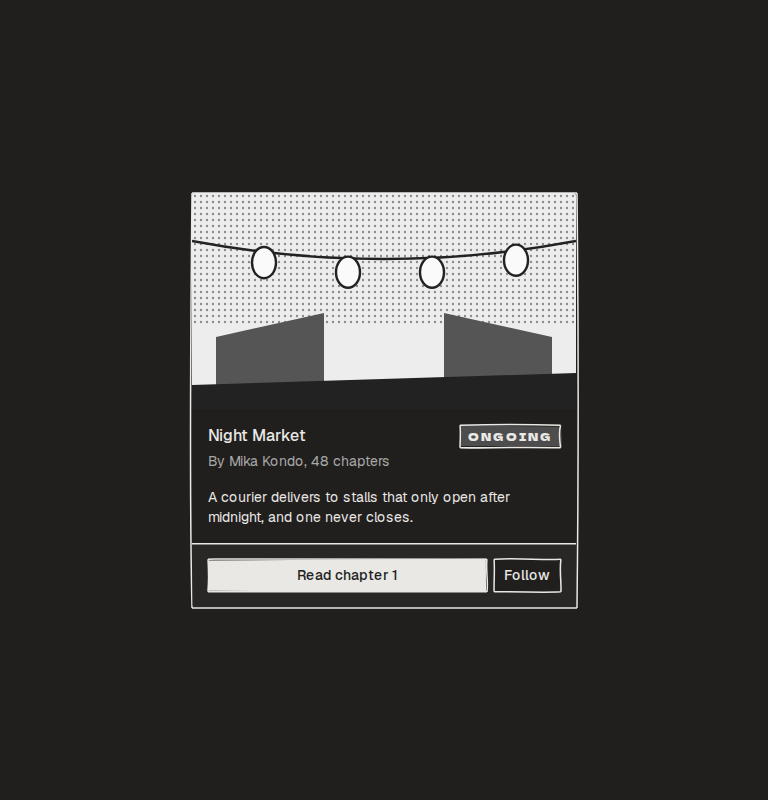 Night Market
ONGOING
By Mika Kondo, 48 chapters
A courier delivers to stalls that only open after
midnight, and one never closes.
Read chapter 1
Follow